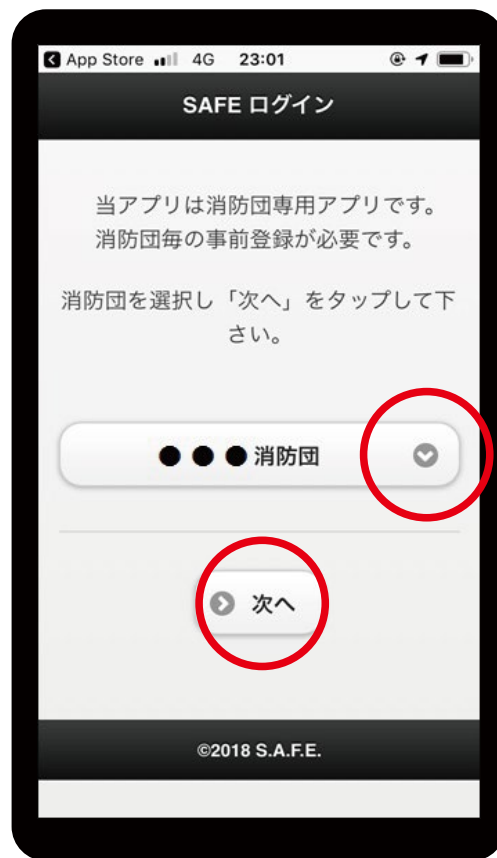 App Store 4G 23:01
SAFE ログイン
当アプリは消防団専用アプリです。
消防団毎の事前登録が必要です。
消防団を選択し「次へ」をタップして下
さい。
●●●消防団
次へ
©2018 S.A.F.E.